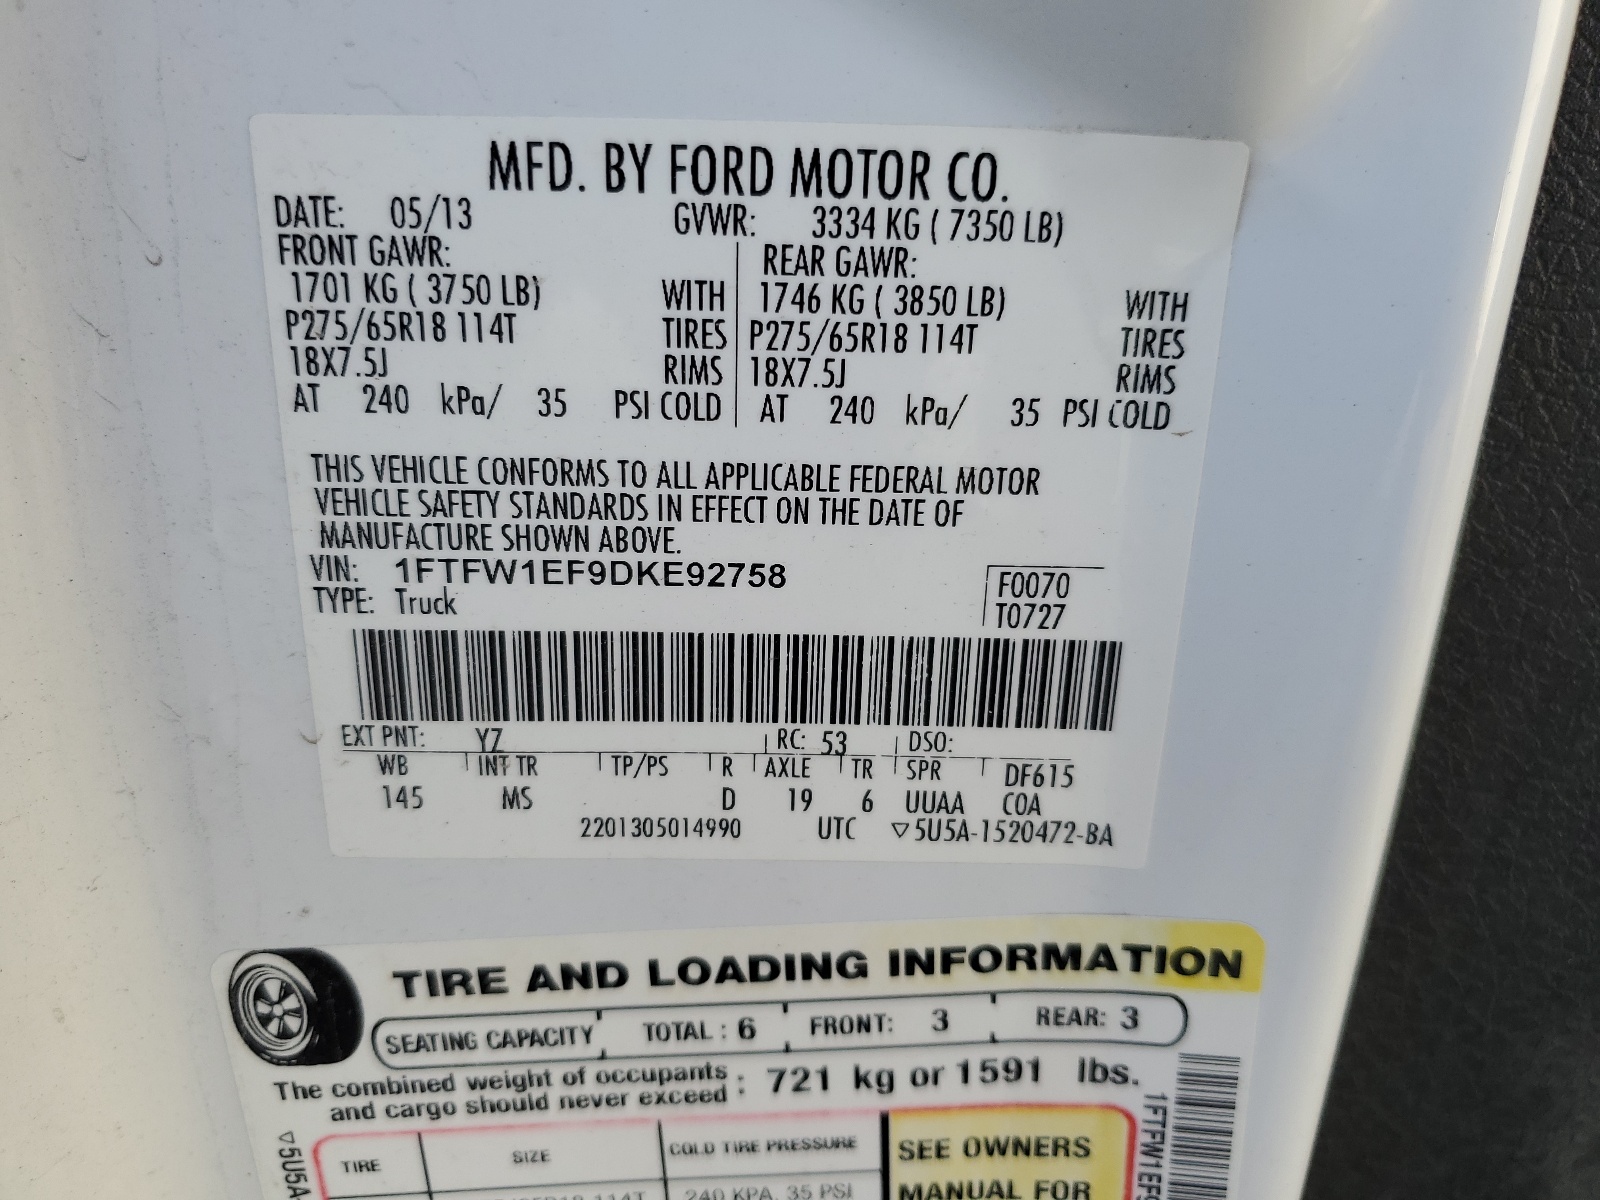 MFD. BY FORD MOTOR CO.
DATE: 05/13 GVWR: 3334 KG ( 7350 LB)
FRONT GAWR: REAR GAWR:
1701 KG ( 3750 LB) WITH 1746 KG ( 3850 LB) WITH
P275/65R18 114T TIRES P275/65R18 114T TIRES
18X7.5J RIMS 18X7.5J RIMS
AT 240 kPa/ 35 PSI COLD AT 240 kPa/ 35 PSI COLD
THIS VEHICLE CONFORMS TO ALL APPLICABLE FEDERAL MOTOR
VEHICLE SAFETY STANDARDS IN EFFECT ON THE DATE OF
MANUFACTURE SHOWN ABOVE.
VIN: 1FTFW1EF9DKE92758 F0070
TYPE: Truck T0727
EXT PNT: YZ RC: 53 DSO:
WB INT TR TP/PS R AXLE TR SPR DF615
145 MS D 19 6 UUAA COA
2201305014990 UTC ▽5U5A-1520472-BA
TIRE AND LOADING INFORMATION
SEATING CAPACITY TOTAL : 6 FRONT: 3 REAR: 3
The combined weight of occupants : 721 kg or 1591 lbs.
and cargo should never exceed
TIRE SIZE COLD TIRE PRESSURE SEE OWNERS
114T 240 KPA, 35 PSI MANUAL FOR
▽5U5A
1FTFW1EF9